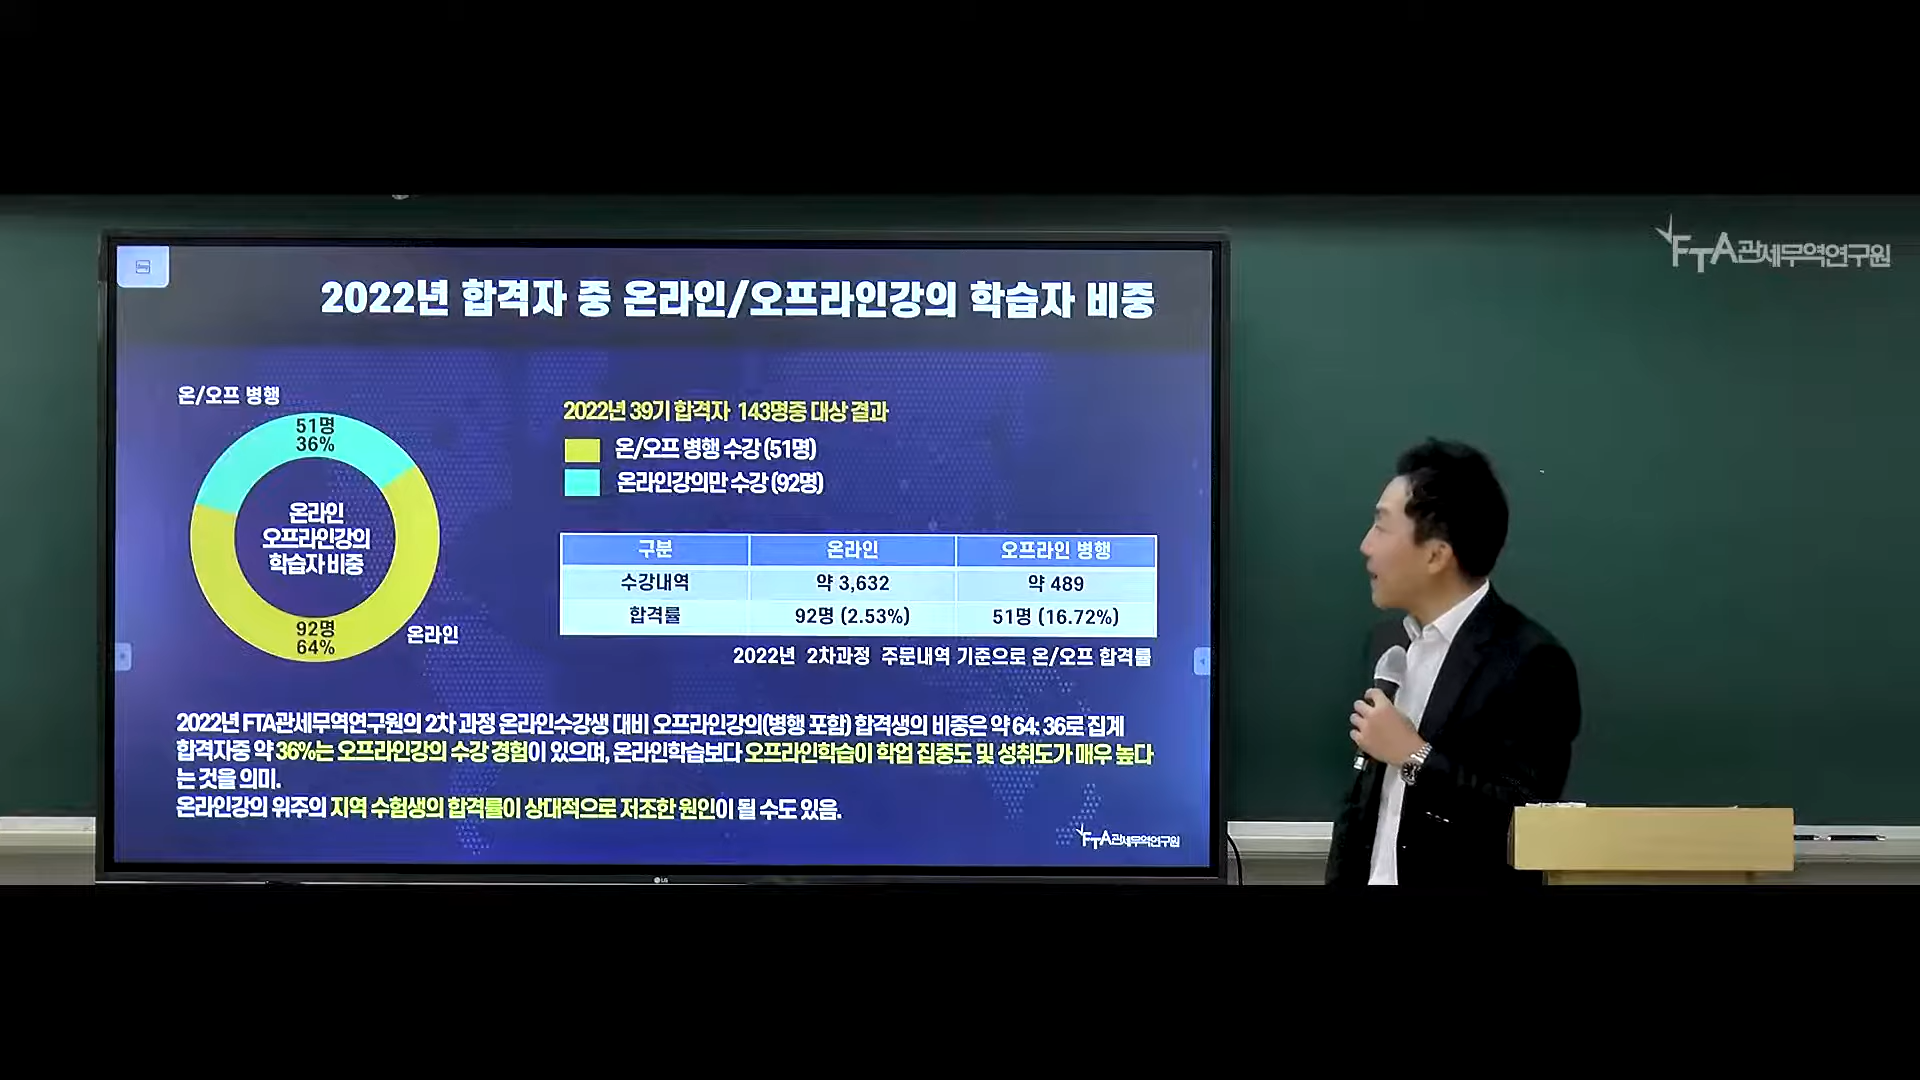 FTA관세무역연구원
2022년 합격자 중 온라인/오프라인강의 학습자 비중
온/오프 병행
51명
36%
온라인
오프라인강의
학습자 비중
92명
64%
온라인
2022년 39기 합격자 143명중 대상 결과
온/오프 병행 수강 (51명)
온라인강의만 수강 (92명)
구분 온라인 오프라인 병행
수강내역 약 3,632 약 489
합격률 92명 (2.53%) 51명 (16.72%)
2022년 2차과정 주문내역 기준으로 온/오프 합격률
2022년 FTA관세무역연구원의 2차 과정 온라인수강생 대비 오프라인강의(병행 포함) 합격생의 비중은 약 64: 36로 집계
합격자중 약 36%는 오프라인강의 수강 경험이 있으며, 온라인학습보다 오프라인학습이 학업 집중도 및 성취도가 매우 높다
는 것을 의미.
온라인강의 위주의 지역 수험생의 합격률이 상대적으로 저조한 원인이 될 수도 있음.
FTA관세무역연구원
LG